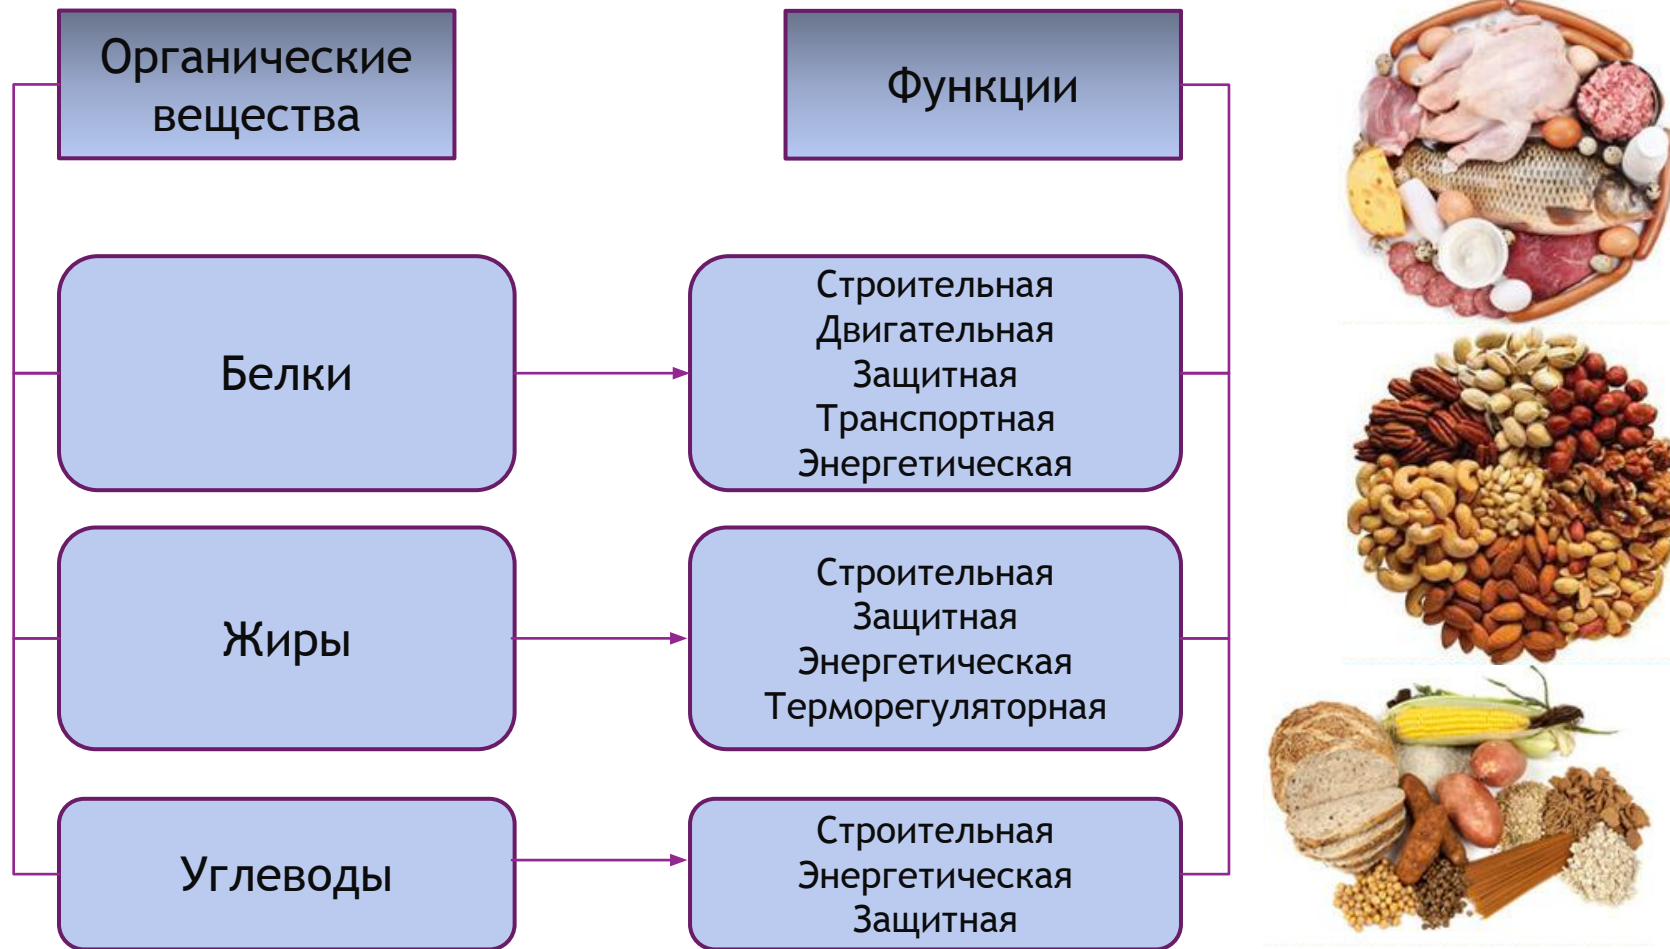 Органические
вещества
Функции
Белки
Строительная
Двигательная
Защитная
Транспортная
Энергетическая
Жиры
Строительная
Защитная
Энергетическая
Терморегуляторная
Углеводы
Строительная
Энергетическая
Защитная